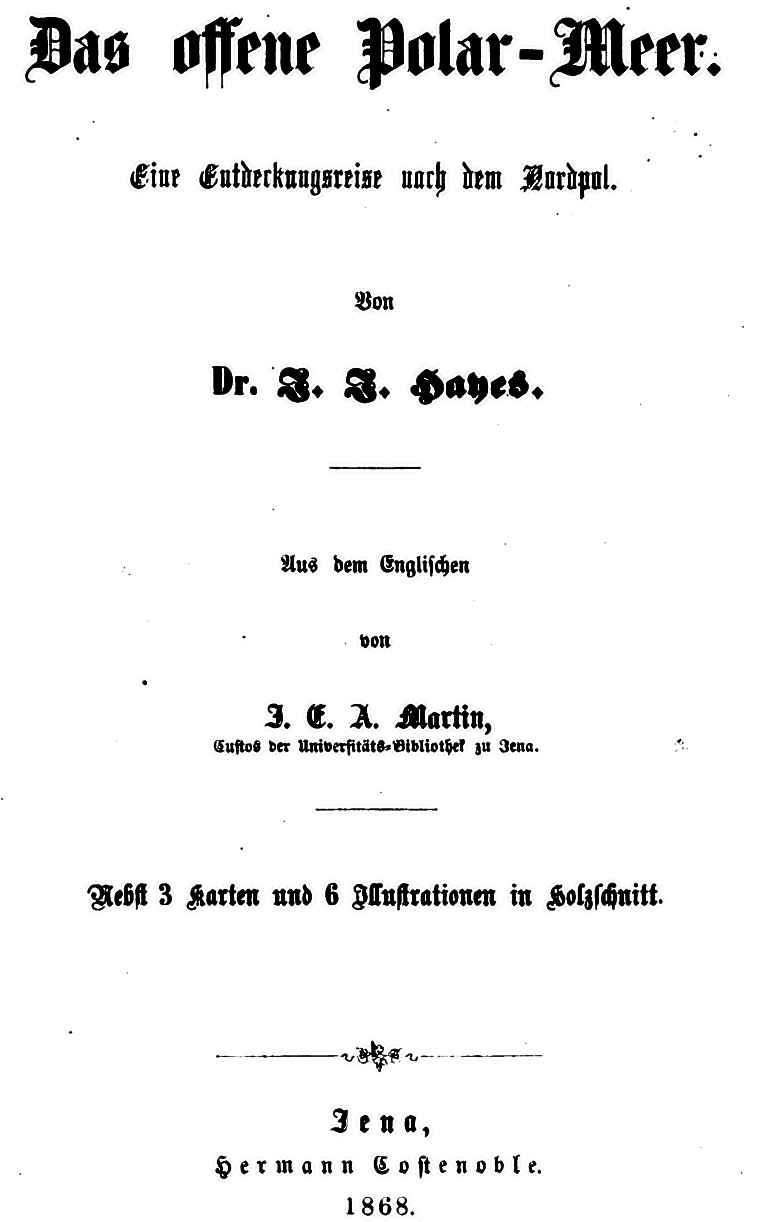 Das offene Polar-Meer.
Eine Entdeckungsreise nach dem Nordpol.
Von
Dr. J. J. Hayes.
Aus dem Englischen
von
J. E. A. Martin,
Custos der Universitäts-Bibliothek zu Jena.
Nebst 3 Karten und 6 Illustrationen in Holzschnitt.
Jena,
Hermann Costenoble.
1868.